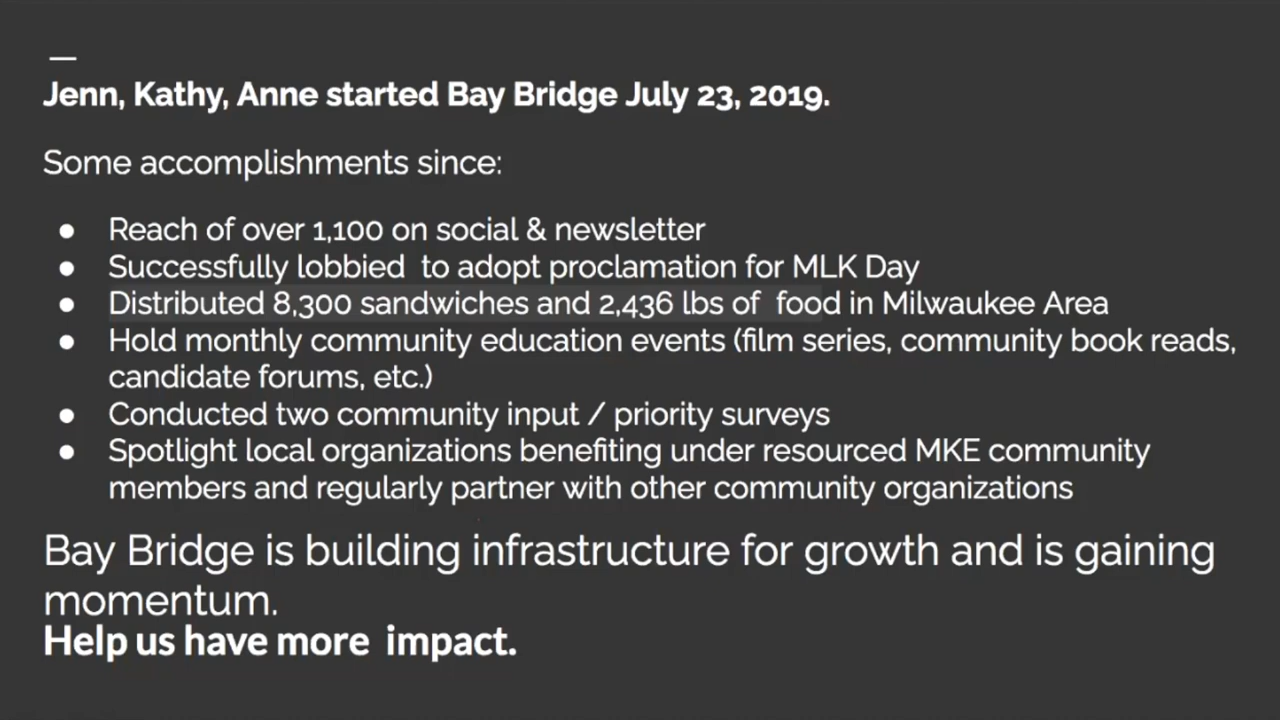 Jenn, Kathy, Anne started Bay Bridge July 23, 2019.
Some accomplishments since:
● Reach of over 1,100 on social & newsletter
● Successfully lobbied to adopt proclamation for MLK Day
● Distributed 8,300 sandwiches and 2,436 lbs of food in Milwaukee Area
● Hold monthly community education events (film series, community book reads,
candidate forums, etc.)
● Conducted two community input / priority surveys
● Spotlight local organizations benefiting under resourced MKE community
members and regularly partner with other community organizations
Bay Bridge is building infrastructure for growth and is gaining
momentum.
Help us have more impact.